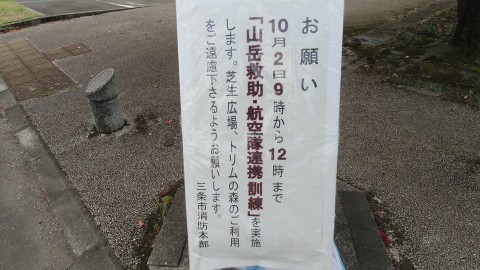 お願い
10月2日9時から12時まで
「山岳救助・航空隊連携訓練」を実施
します。芝生広場、トリムの森のご利用
をご遠慮下さるようお願いします。
三条市消防本部